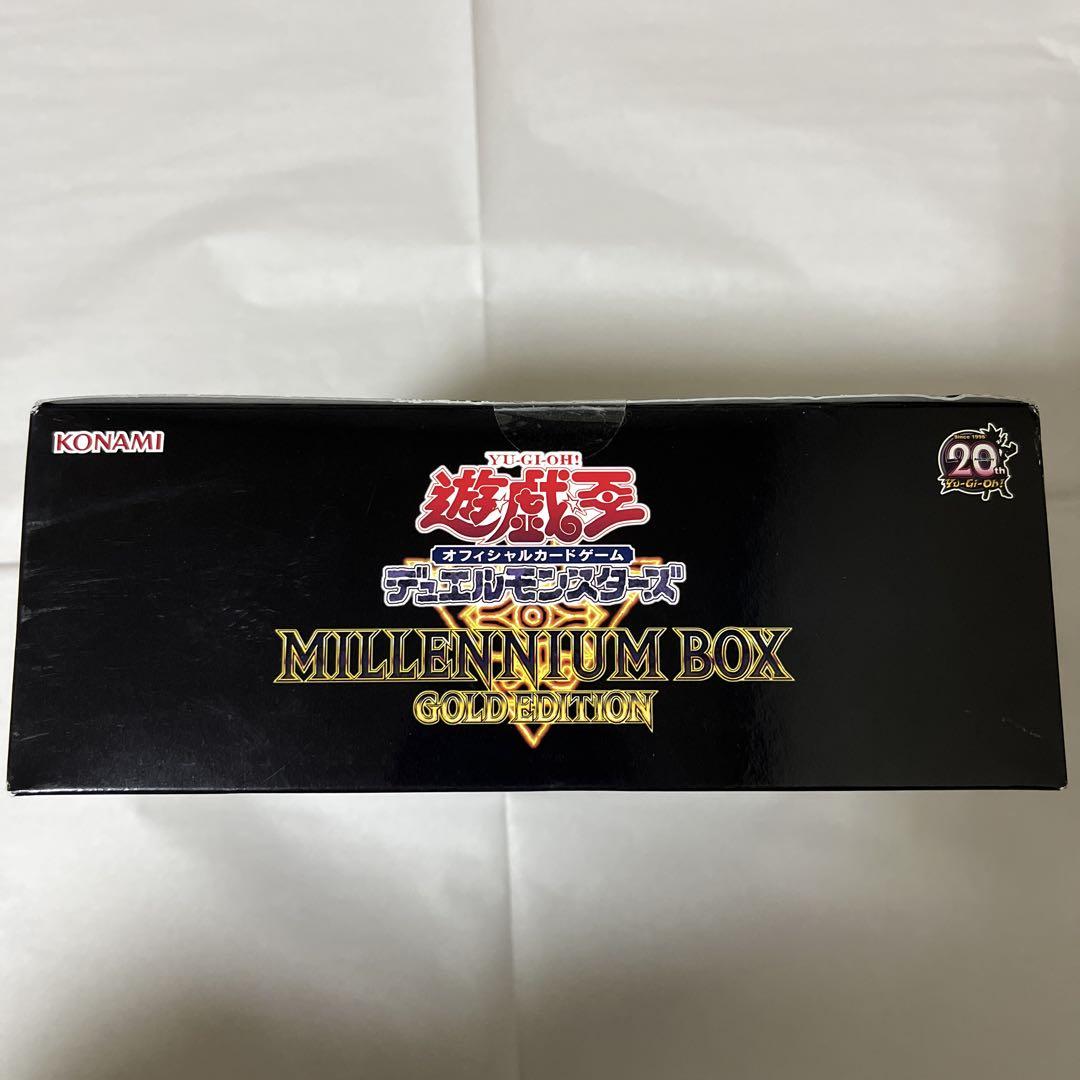 KONAMI
Since 1996
20th
Yu-Gi-Oh!
YU-GI-OH!
遊戯王
オフィシャルカードゲーム
デュエルモンスターズ
MILLENNIUM BOX
GOLD EDITION